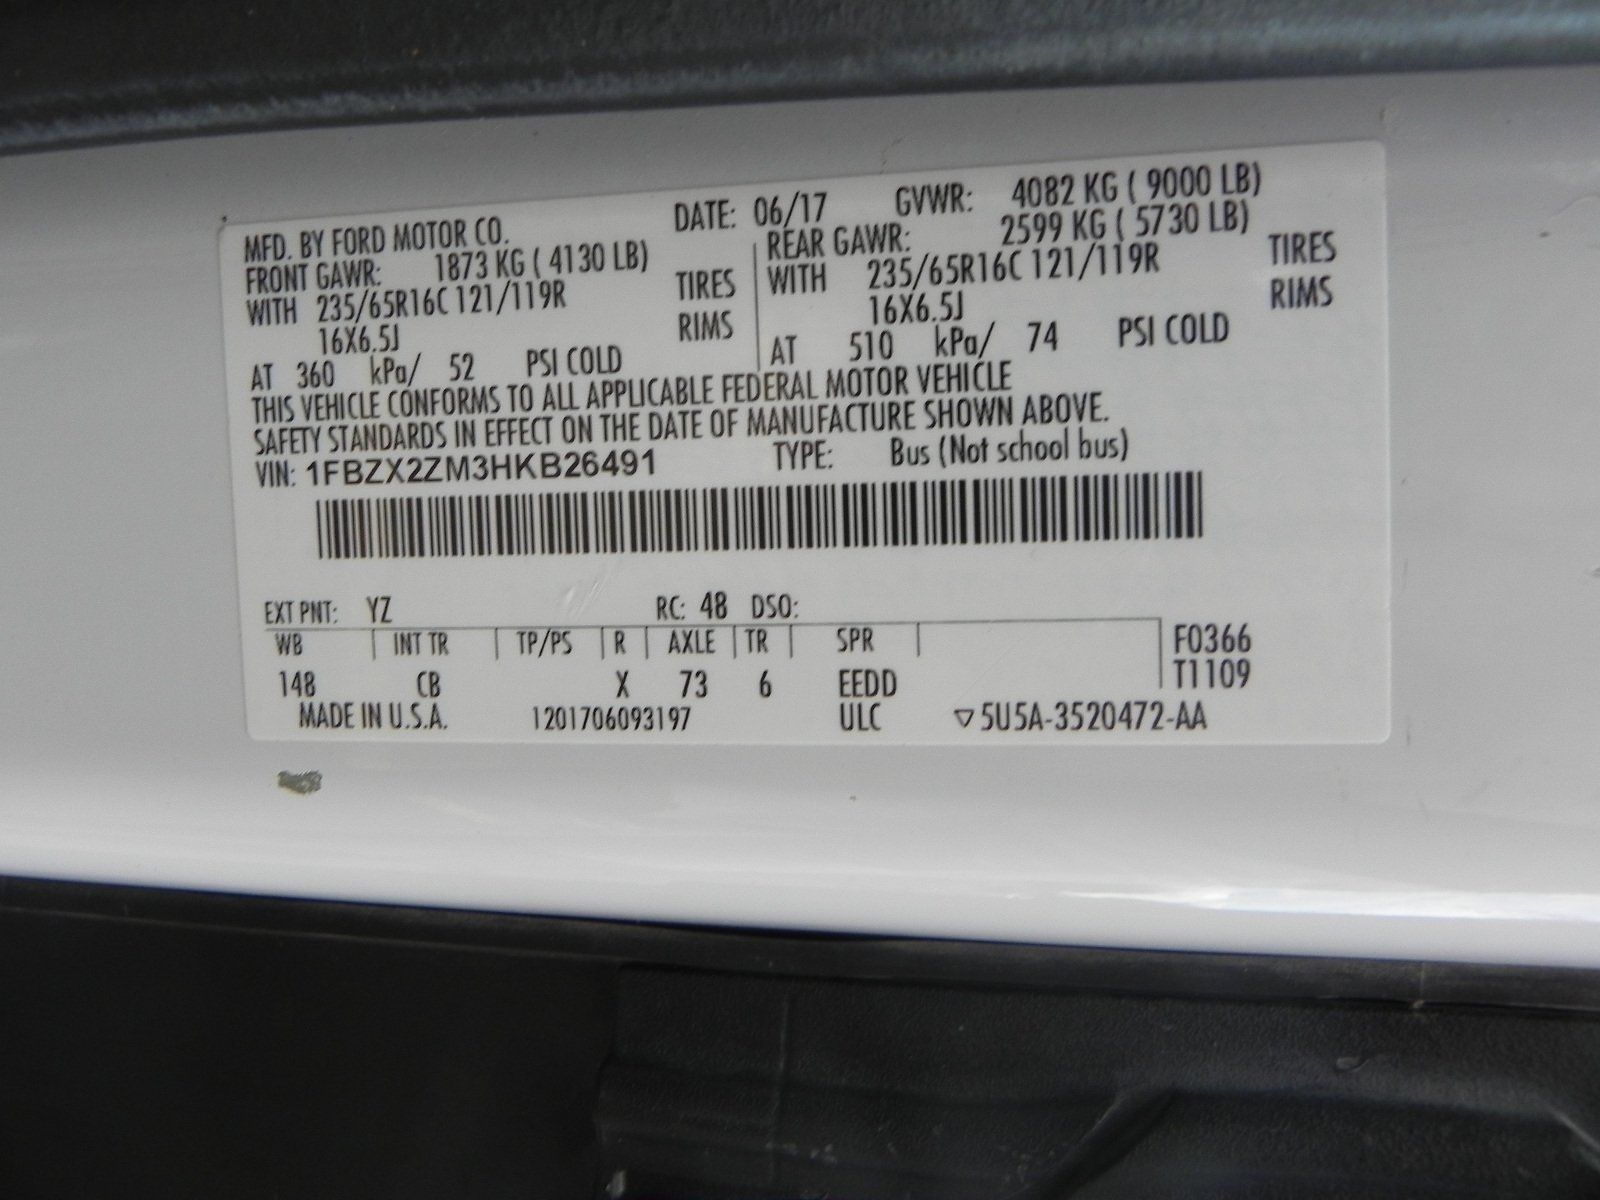 MFD. BY FORD MOTOR CO. DATE: 06/17 GVWR: 4082 KG ( 9000 LB)
FRONT GAWR: 1873 KG ( 4130 LB) REAR GAWR: 2599 KG ( 5730 LB)
WITH 235/65R16C 121/119R TIRES WITH 235/65R16C 121/119R TIRES
16X6.5J RIMS 16X6.5J RIMS
AT 360 kPa/ 52 PSI COLD AT 510 kPa/ 74 PSI COLD
THIS VEHICLE CONFORMS TO ALL APPLICABLE FEDERAL MOTOR VEHICLE
SAFETY STANDARDS IN EFFECT ON THE DATE OF MANUFACTURE SHOWN ABOVE.
VIN: 1FBZX2ZM3HKB26491 TYPE: Bus (Not school bus)
EXT PNT: YZ RC: 48 DSO:
WB INT TR TP/PS R AXLE TR SPR F0366
148 CB X 73 6 EEDD T1109
MADE IN U.S.A. 1201706093197 ULC ▽5U5A-3520472-AA